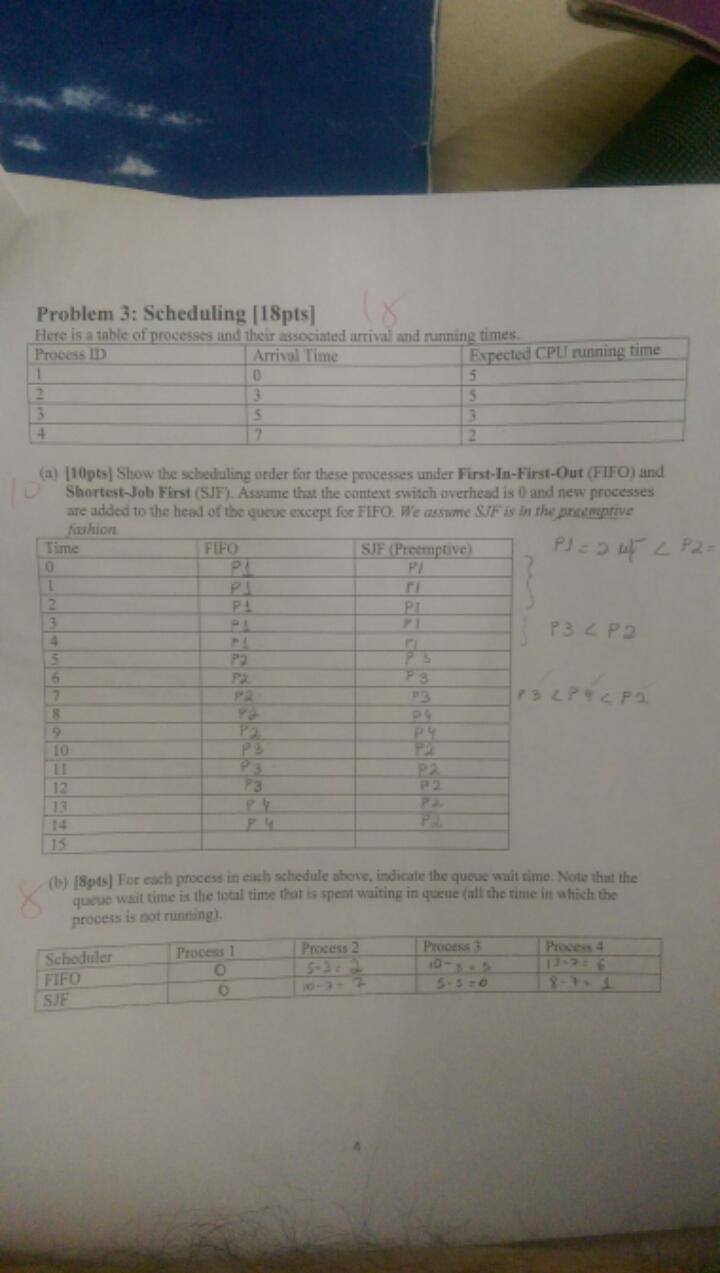 Problem 3: Scheduling [18pts] 18
Here is a table of processes and their associated arrival and running times.
Process ID Arrival Time Expected CPU running time
1 0 5
2 3 5
3 5 3
4 7 2
(a) [10pts] Show the scheduling order for these processes under First-In-First-Out (FIFO) and
10 Shortest-Job First (SJF). Assume that the context switch overhead is 0 and new processes
are added to the head of the queue except for FIFO. We assume SJF is in the preemptive
fashion.
Time FIFO SJF (Preemptive) P1 = 2 < P2 =
0 P1 P1
1 P1 P1
2 P1 P1
3 P1 P1 P3 < P2
4 P1 P1
5 P2 P3
6 P2 P3
7 P2 P3 P3 < P4 < P2
8 P2 P4
9 P2 P4
10 P3 P2
11 P3 P2
12 P3 P2
13 P4 P2
14 P4 P2
15
(b) [8pts] For each process in each schedule above, indicate the queue wait time. Note that the
8 queue wait time is the total time that is spent waiting in queue (all the time in which the
process is not running).
Scheduler Process 1 Process 2 Process 3 Process 4
FIFO 0 5-3= 2 10-5=5 13-7= 6
SJF 0 10-3= 7 5-5=0 8-7= 1
4